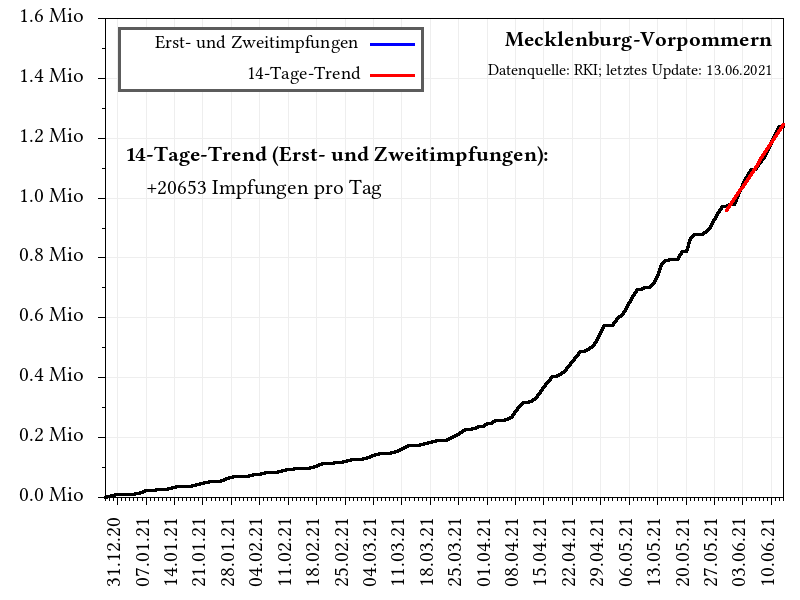 1.6 Mio
1.4 Mio
1.2 Mio
1.0 Mio
0.8 Mio
0.6 Mio
0.4 Mio
0.2 Mio
0.0 Mio
Erst- und Zweitimpfungen
14-Tage-Trend
Mecklenburg-Vorpommern
Datenquelle: RKI; letztes Update: 13.06.2021
14-Tage-Trend (Erst- und Zweitimpfungen):
+20653 Impfungen pro Tag
31.12.20
07.01.21
14.01.21
21.01.21
28.01.21
04.02.21
11.02.21
18.02.21
25.02.21
04.03.21
11.03.21
18.03.21
25.03.21
01.04.21
08.04.21
15.04.21
22.04.21
29.04.21
06.05.21
13.05.21
20.05.21
27.05.21
03.06.21
10.06.21